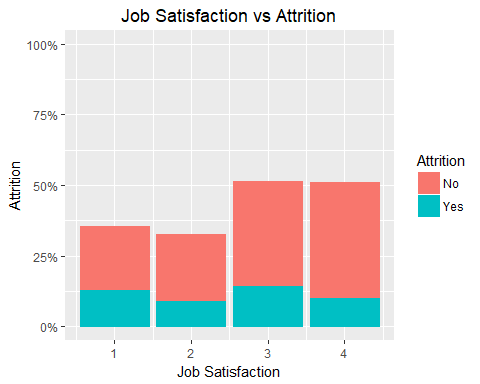 Job Satisfaction vs Attrition
100%
75%
50%
25%
0%
Attrition
1 2 3 4
Job Satisfaction
Attrition
No
Yes